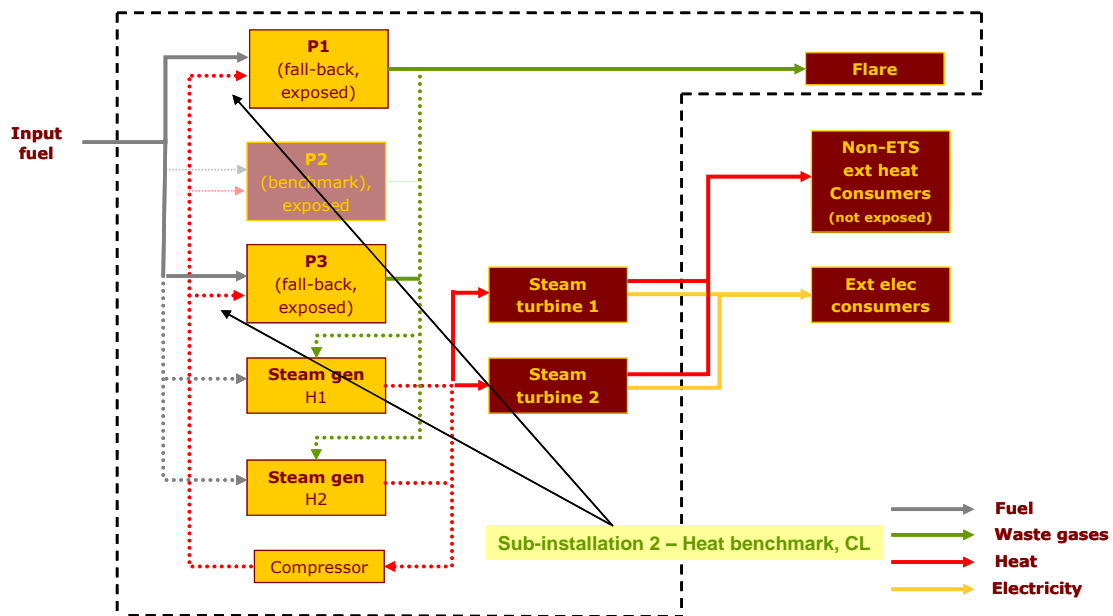 P1
(fall-back,
exposed)
Flare
Input
fuel
P2
(benchmark),
exposed
Non-ETS
ext heat
Consumers
(not exposed)
P3
(fall-back,
exposed)
Steam
turbine 1
Ext elec
consumers
Steam gen
H1
Steam
turbine 2
Steam gen
H2
Sub-installation 2 – Heat benchmark, CL
Compressor
Fuel
Waste gases
Heat
Electricity